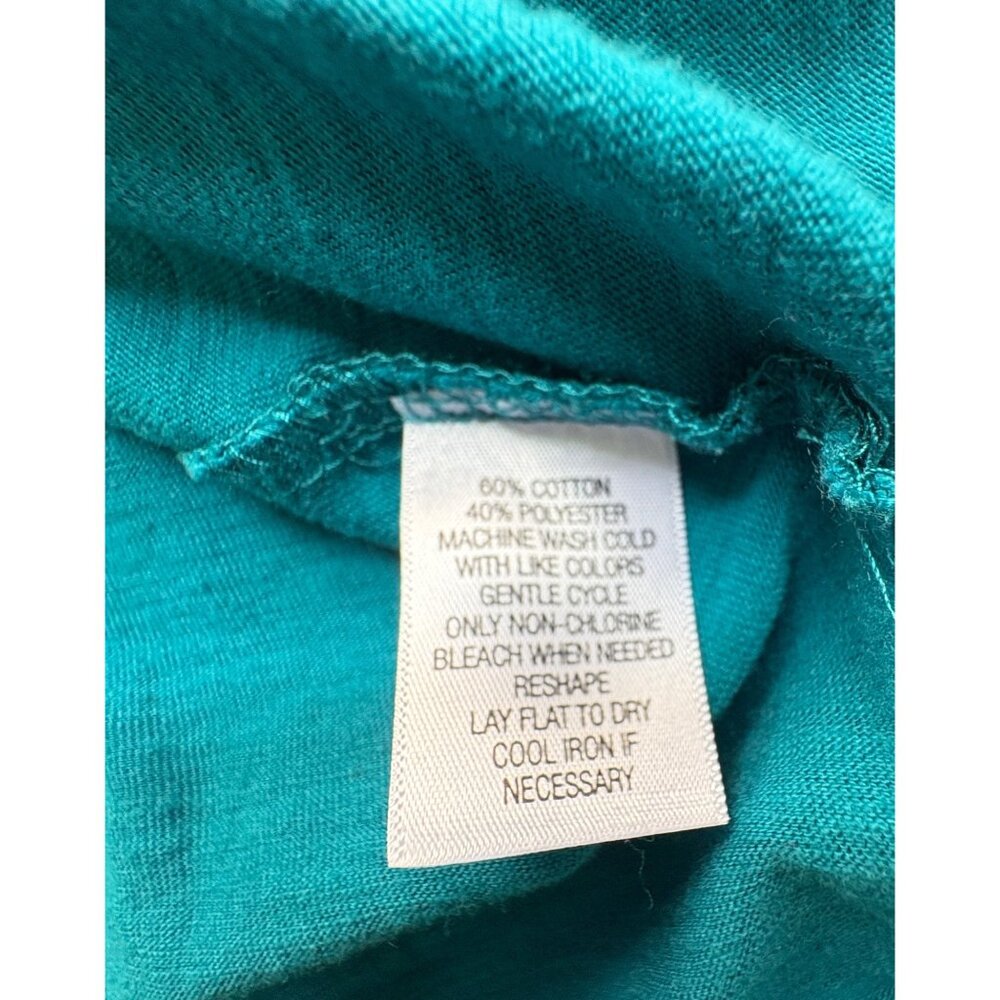 60% COTTON
40% POLYESTER
MACHINE WASH COLD
WITH LIKE COLORS
GENTLE CYCLE
ONLY NON-CHLORINE
BLEACH WHEN NEEDED
RESHAPE
LAY FLAT TO DRY
COOL IRON IF
NECESSARY